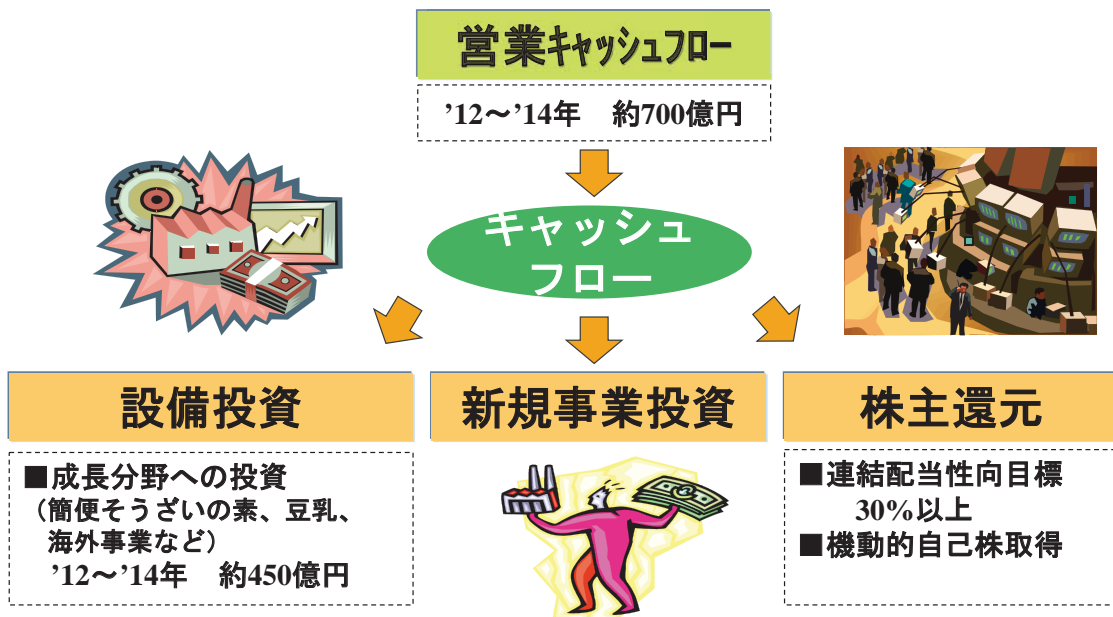 営業キャッシュフロー
’12～’14年　約700億円
キャッシュ
フロー
設備投資
■成長分野への投資
（簡便そうざいの素、豆乳、
海外事業など）
’12～’14年　約450億円
新規事業投資
株主還元
■連結配当性向目標
30%以上
■機動的自己株取得